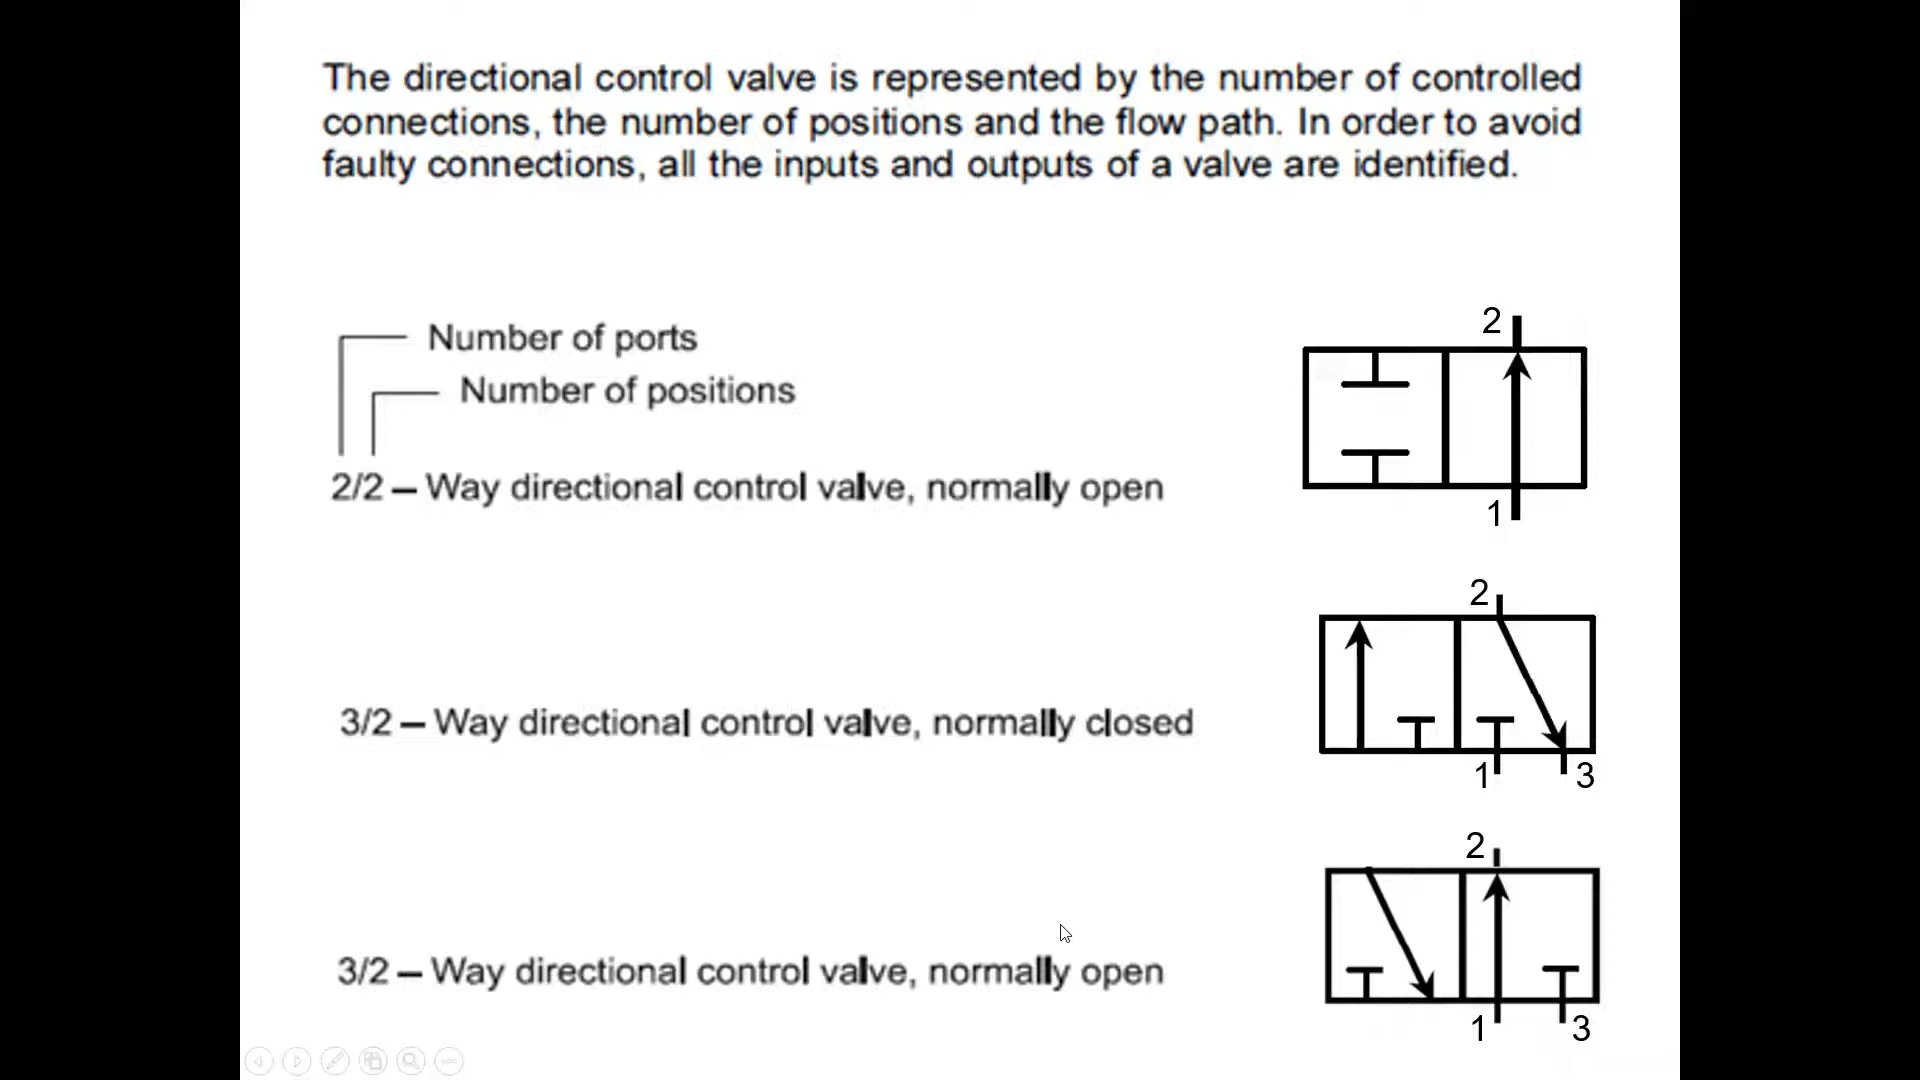 The directional control valve is represented by the number of controlled
connections, the number of positions and the flow path. In order to avoid
faulty connections, all the inputs and outputs of a valve are identified.
Number of ports
Number of positions
2/2 – Way directional control valve, normally open
2
1
3/2 – Way directional control valve, normally closed
2
1 3
3/2 – Way directional control valve, normally open
2
1 3